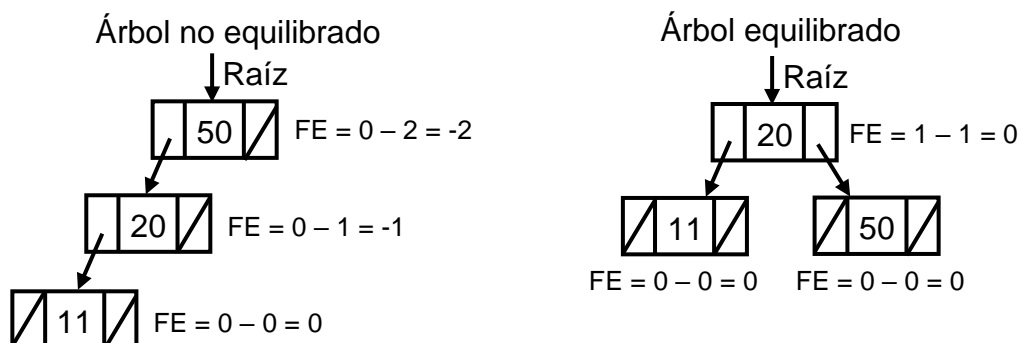 Árbol no equilibrado
Raíz
50
FE = 0 – 2 = -2
20
FE = 0 – 1 = -1
11
FE = 0 – 0 = 0
Árbol equilibrado
Raíz
20
FE = 1 – 1 = 0
11
50
FE = 0 – 0 = 0
FE = 0 – 0 = 0